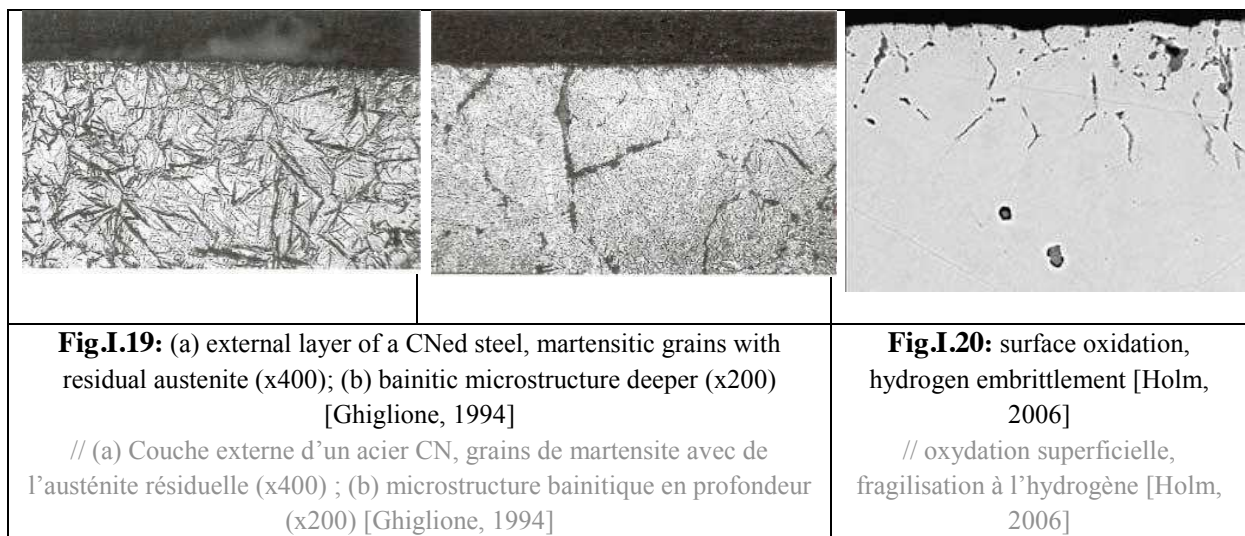 Fig.I.19: (a) external layer of a CNed steel, martensitic grains with
residual austenite (x400); (b) bainitic microstructure deeper (x200)
[Ghiglione, 1994]
// (a) Couche externe d'un acier CN, grains de martensite avec de
l'austénite résiduelle (x400) ; (b) microstructure bainitique en profondeur
(x200) [Ghiglione, 1994]
Fig.I.20: surface oxidation,
hydrogen embrittlement [Holm,
2006]
// oxydation superficielle,
fragilisation à l'hydrogène [Holm,
2006]